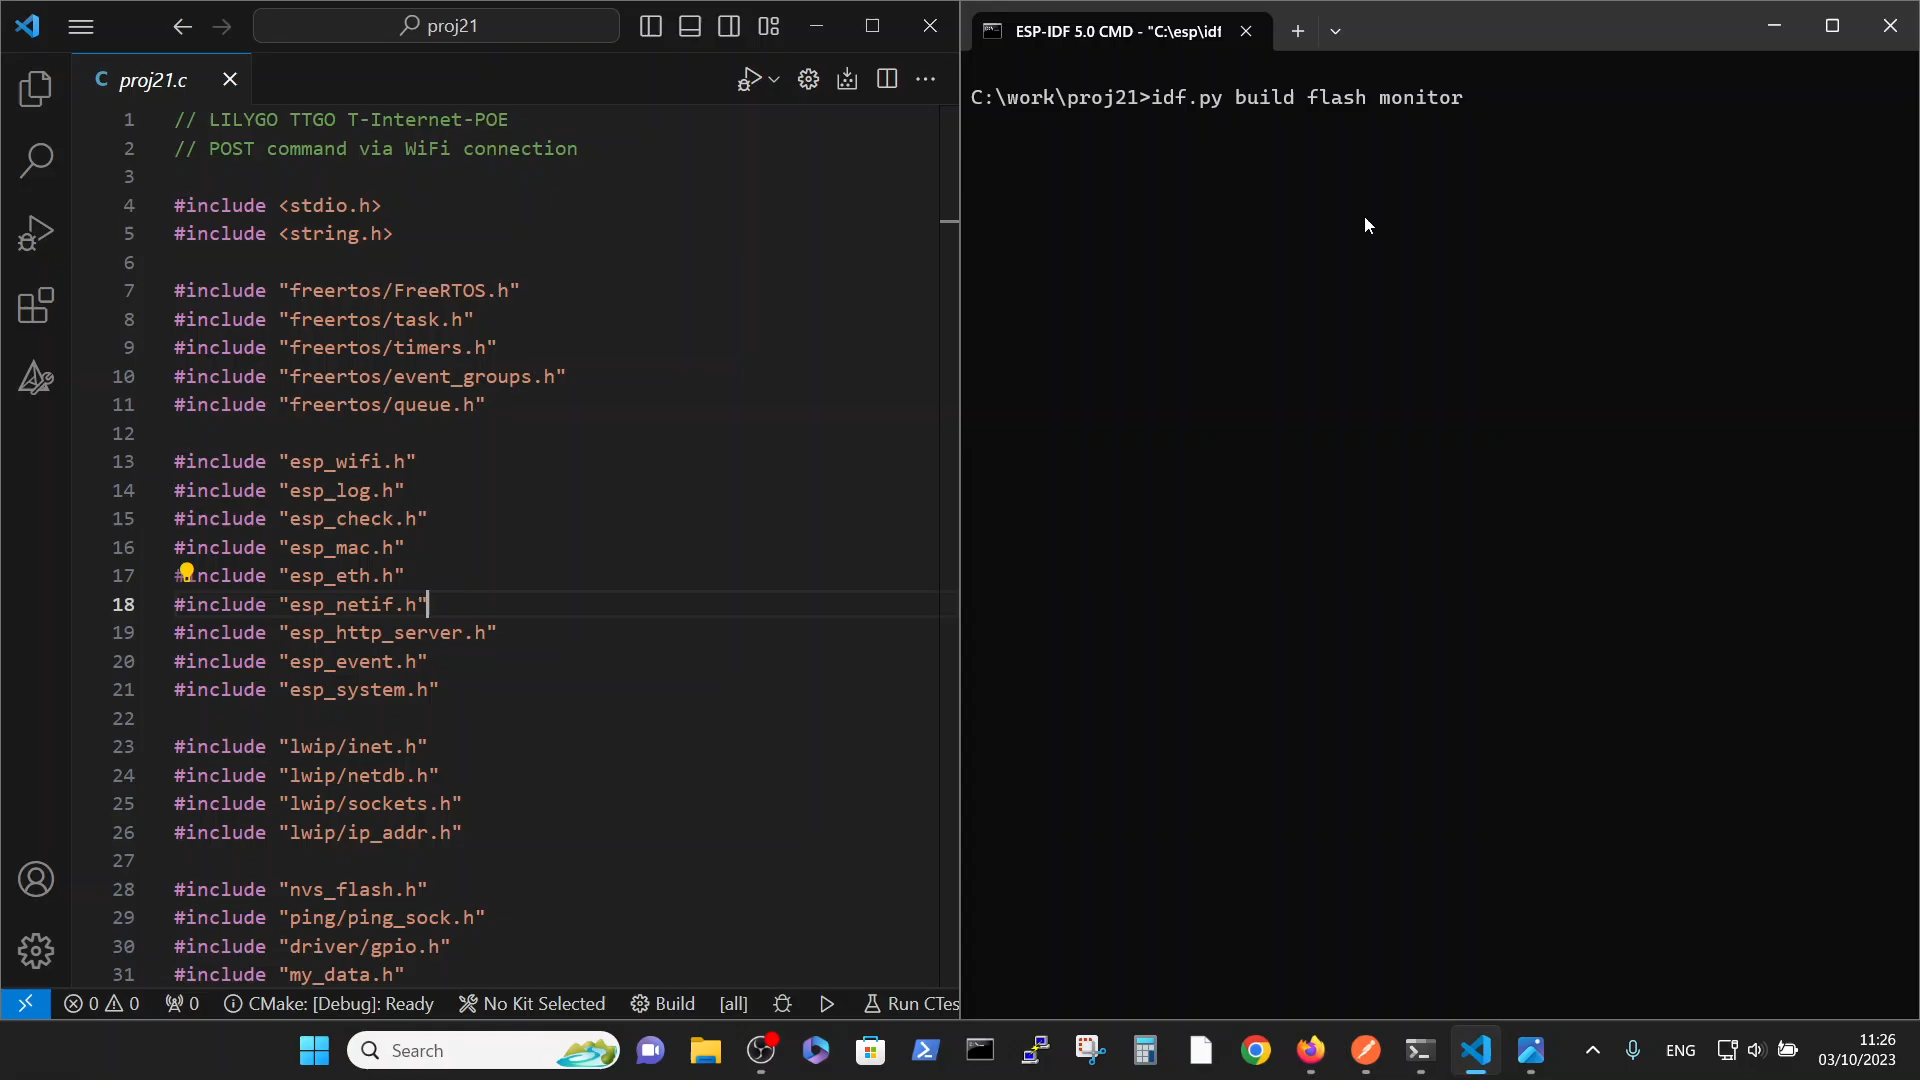 proj21
C proj21.c
1 // LILYGO TTGO T-Internet-POE
2 // POST command via WiFi connection
3
4 #include <stdio.h>
5 #include <string.h>
6
7 #include "freertos/FreeRTOS.h"
8 #include "freertos/task.h"
9 #include "freertos/timers.h"
10 #include "freertos/event_groups.h"
11 #include "freertos/queue.h"
12
13 #include "esp_wifi.h"
14 #include "esp_log.h"
15 #include "esp_check.h"
16 #include "esp_mac.h"
17 #include "esp_eth.h"
18 #include "esp_netif.h"
19 #include "esp_http_server.h"
20 #include "esp_event.h"
21 #include "esp_system.h"
22
23 #include "lwip/inet.h"
24 #include "lwip/netdb.h"
25 #include "lwip/sockets.h"
26 #include "lwip/ip_addr.h"
27
28 #include "nvs_flash.h"
29 #include "ping/ping_sock.h"
30 #include "driver/gpio.h"
31 #include "my_data.h"
0 0 0 CMake: [Debug]: Ready No Kit Selected Build [all] Run CTes
ESP-IDF 5.0 CMD - "C:\esp\idf
C:\work\proj21>idf.py build flash monitor
Search
ENG
11:26
03/10/2023